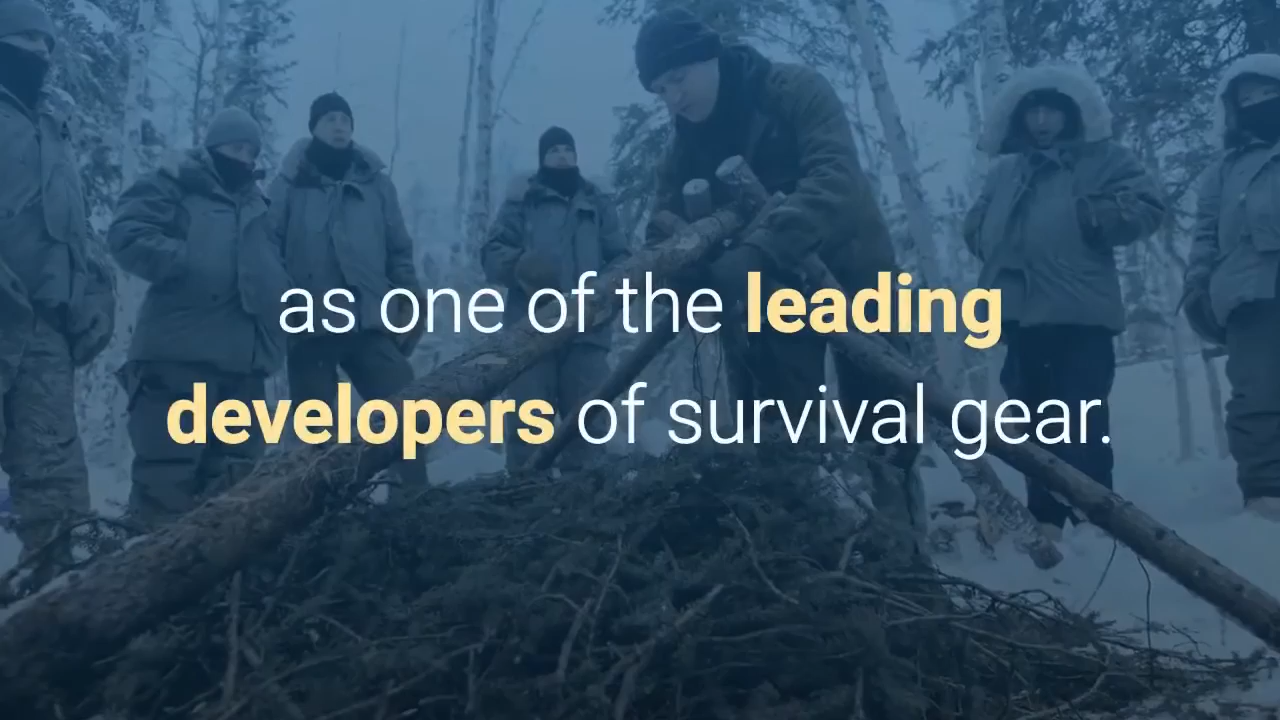 as one of the leading
developers of survival gear.